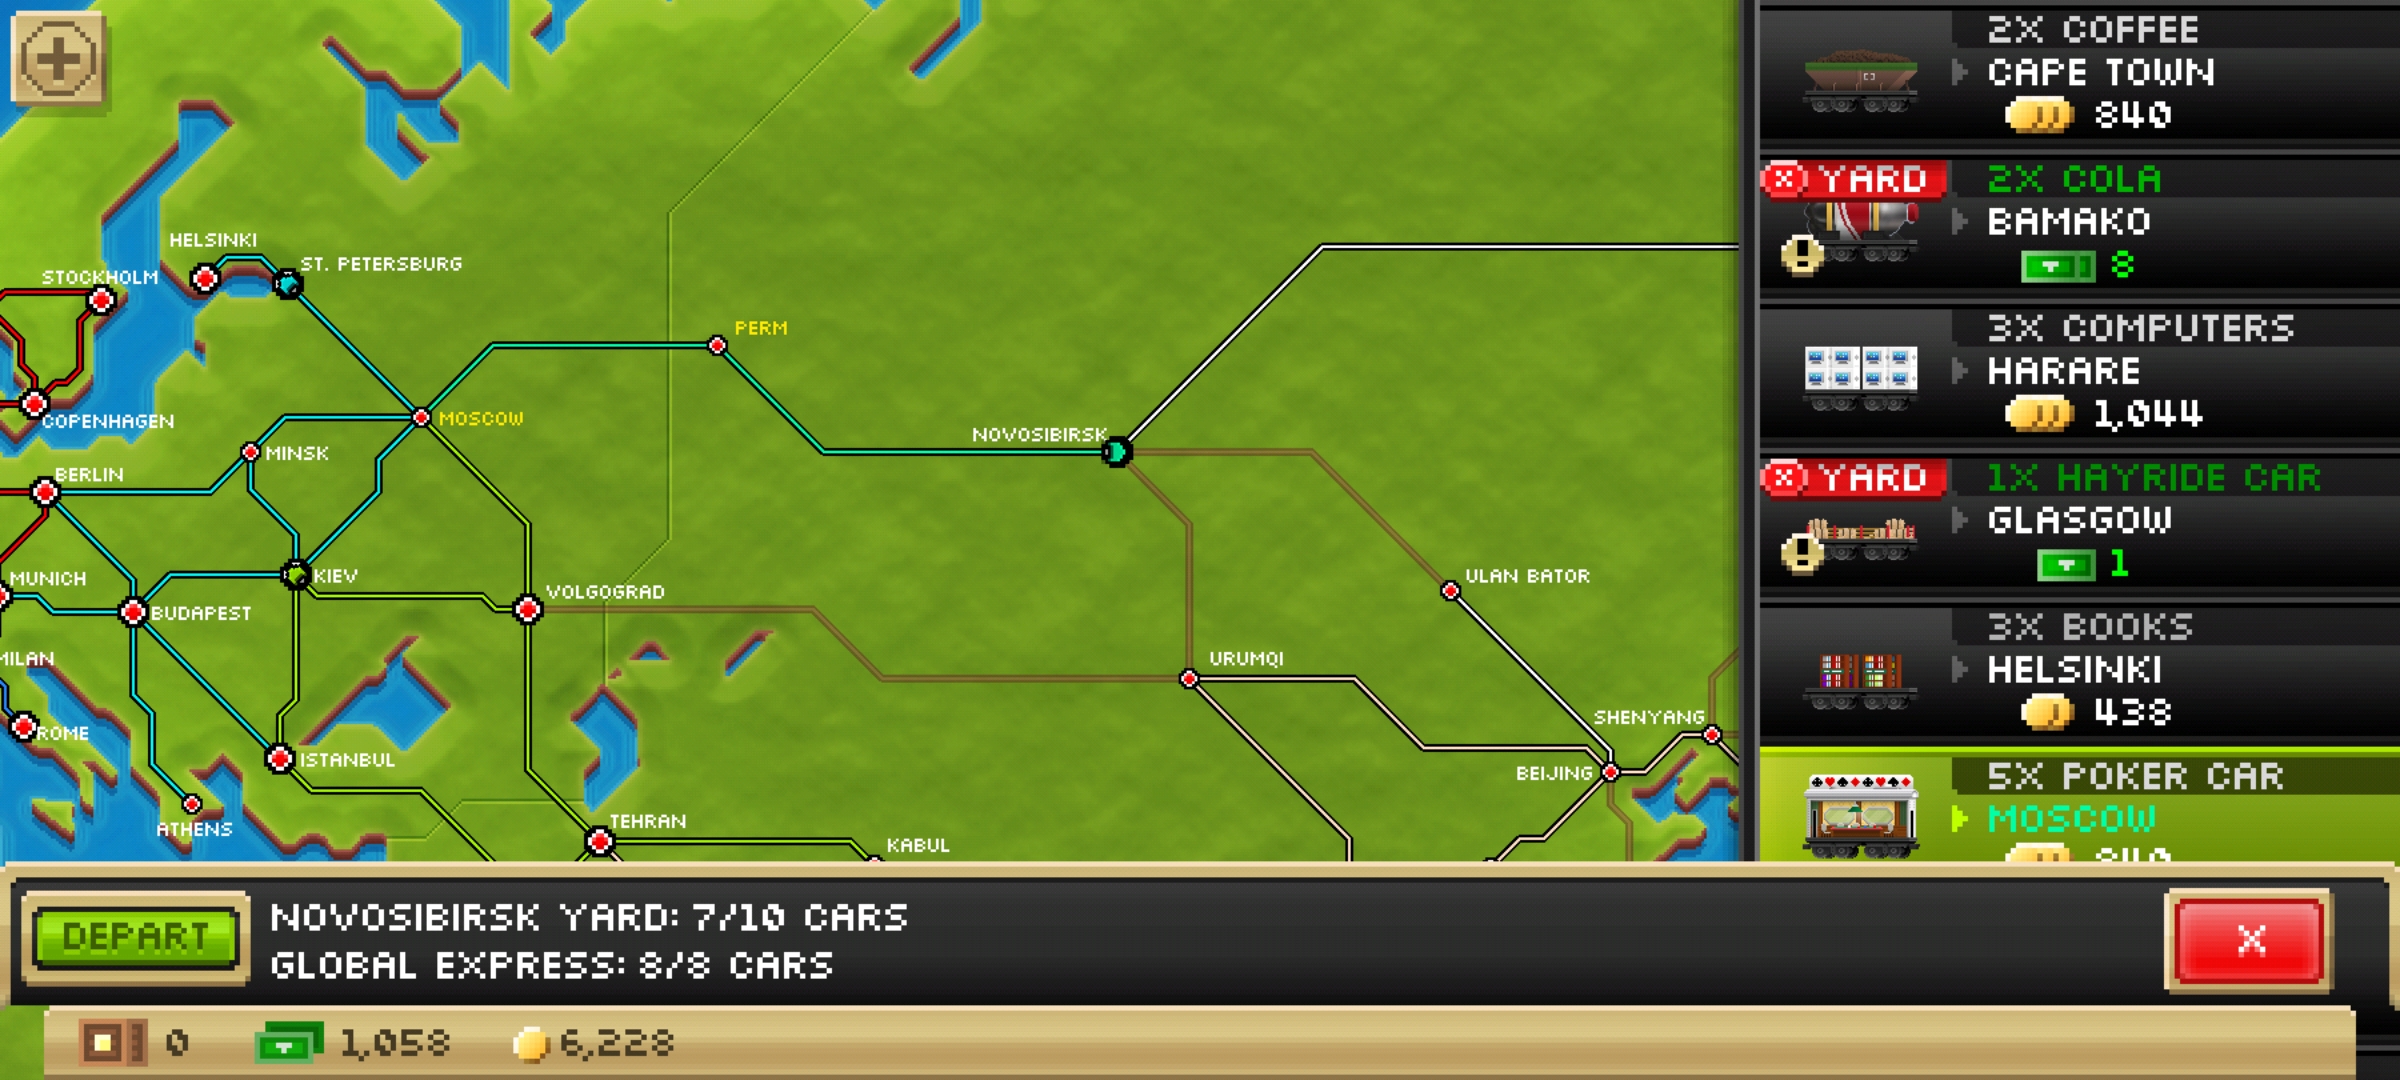 HELSINKI
ST. PETERSBURG
STOCKHOLM
PERM
COPENHAGEN
MOSCOW
NOVOSIBIRSK
MINSK
BERLIN
MUNICH
KIEV
VOLGOGRAD
ULAN BATOR
BUDAPEST
MILAN
URUMQI
ROME
ISTANBUL
SHENYANG
BEIJING
ATHENS
TEHRAN
KABUL
2X COFFEE
CAPE TOWN
840
YARD
2X COLA
BAMAKO
8
3X COMPUTERS
HARARE
1,044
YARD
1X HAYRIDE CAR
GLASGOW
1
3X BOOKS
HELSINKI
438
5X POKER CAR
MOSCOW
DEPART
NOVOSIBIRSK YARD: 7/10 CARS
GLOBAL EXPRESS: 8/8 CARS
X
0
1,058
6,228